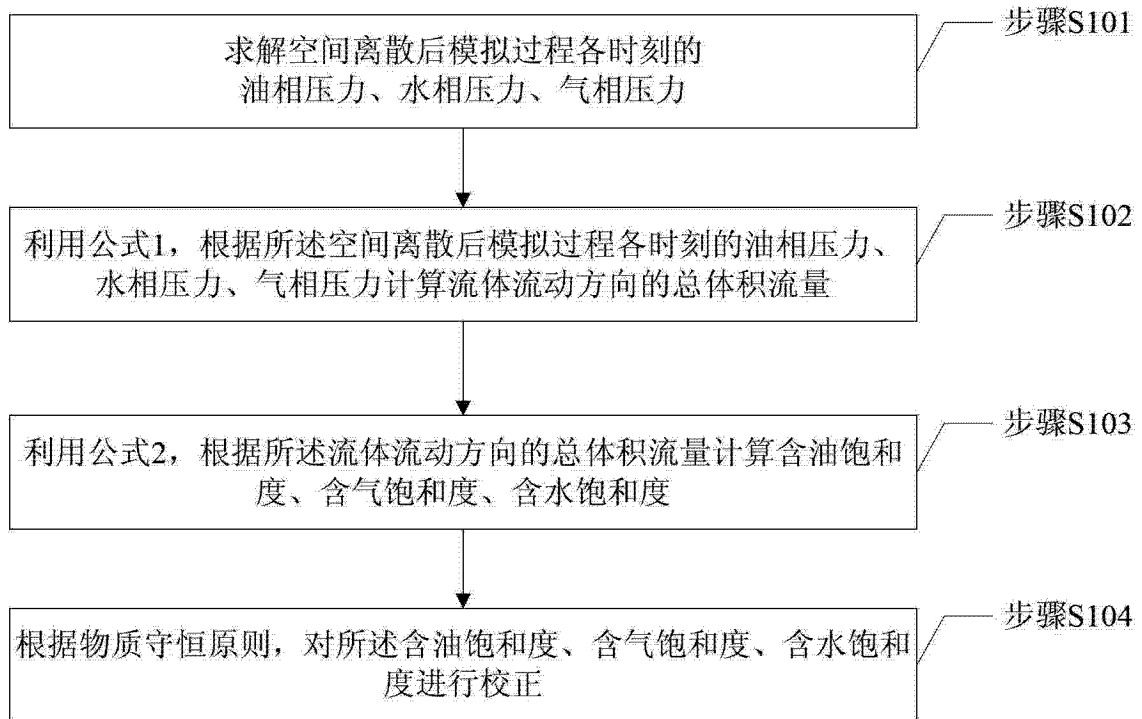 求解空间离散后模拟过程各时刻的
油相压力、水相压力、气相压力
步骤S101
利用公式1，根据所述空间离散后模拟过程各时刻的油相压力、
水相压力、气相压力计算流体流动方向的总体积流量
步骤S102
利用公式2，根据所述流体流动方向的总体积流量计算含油饱和
度、含气饱和度、含水饱和度
步骤S103
根据物质守恒原则，对所述含油饱和度、含气饱和度、含水饱和
度进行校正
步骤S104